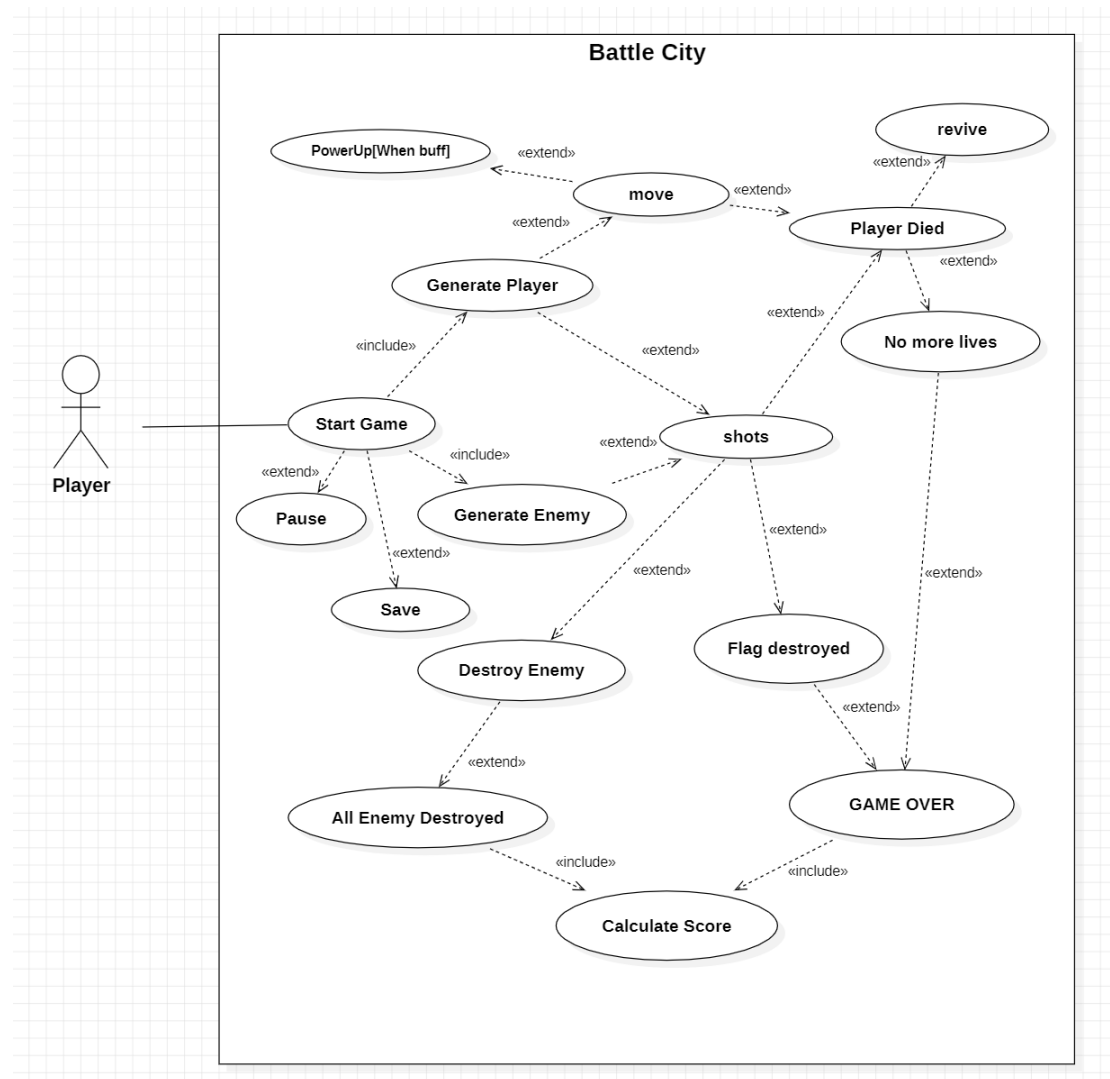 Battle City
revive
PowerUp[When buff]
«extend»
«extend»
move
«extend»
«extend»
Player Died
«extend»
Generate Player
«extend»
«include»
«extend»
No more lives
Start Game
shots
«extend»
«include»
«extend»
Player
Pause
Generate Enemy
«extend»
«extend»
«extend»
«extend»
Save
Flag destroyed
Destroy Enemy
«extend»
«extend»
All Enemy Destroyed
GAME OVER
«include»
«include»
Calculate Score